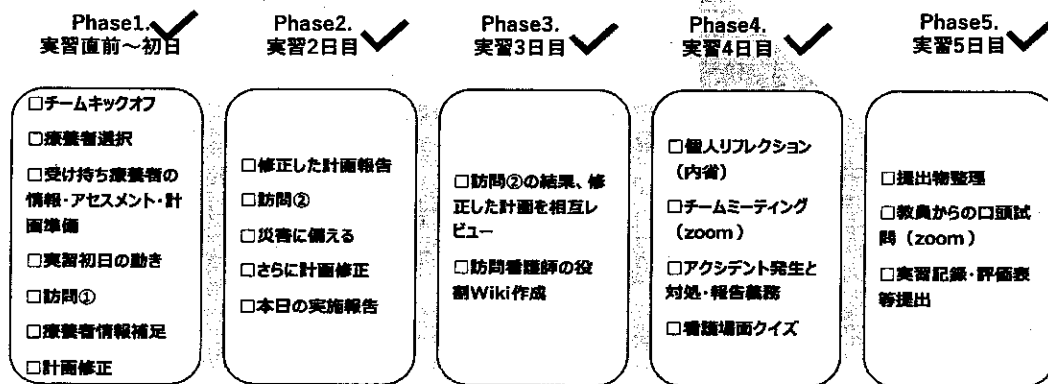 Phase1.
実習直前～初日
□チームキックオフ
□療養者選択
□受け持ち療養者の
情報・アセスメント・計
画準備
□実習初日の動き
□訪問①
□療養者情報補足
□計画修正
Phase2.
実習2日目
□修正した計画報告
□訪問②
□災害に備える
□さらに計画修正
□本日の実施報告
Phase3.
実習3日目
□訪問②の結果、修
正した計画を相互レ
ビュー
□訪問看護師の役
割Wiki作成
Phase4.
実習4日目
□個人リフレクション
(内省)
□チームミーティング
(zoom)
□アクシデント発生と
対処・報告義務
□看護場面クイズ
Phase5.
実習5日目
□提出物整理
□教員からの口頭試
問（zoom）
□実習記録・評価表
等提出